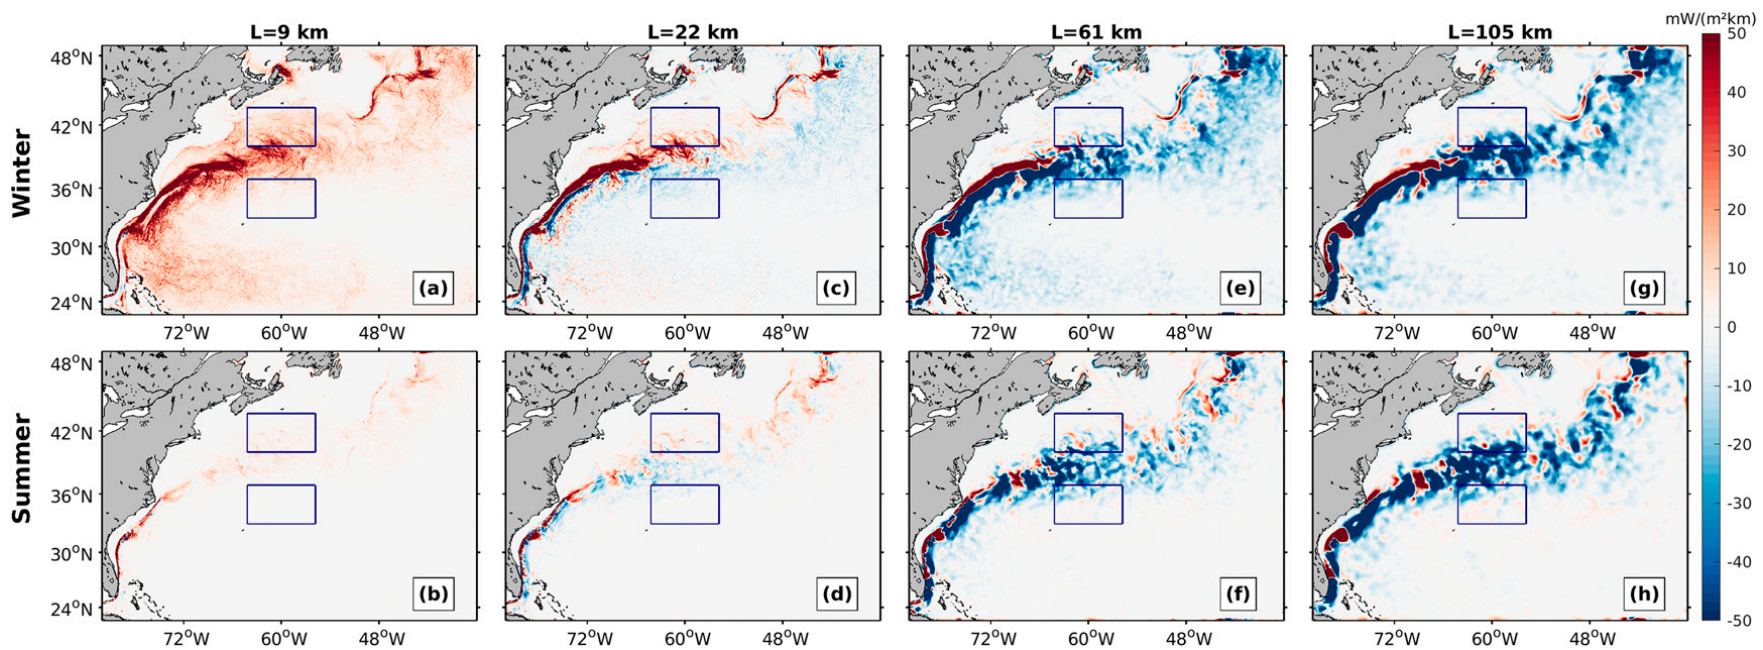 mW/(m²km)
L=9 km L=22 km L=61 km L=105 km
Winter
48°N
42°N
36°N
30°N
24°N
(a) (c) (e) (g)
72°W 60°W 48°W 72°W 60°W 48°W 72°W 60°W 48°W 72°W 60°W 48°W
Summer
48°N
42°N
36°N
30°N
24°N
(b) (d) (f) (h)
72°W 60°W 48°W 72°W 60°W 48°W 72°W 60°W 48°W 72°W 60°W 48°W
50
40
30
20
10
0
-10
-20
-30
-40
-50